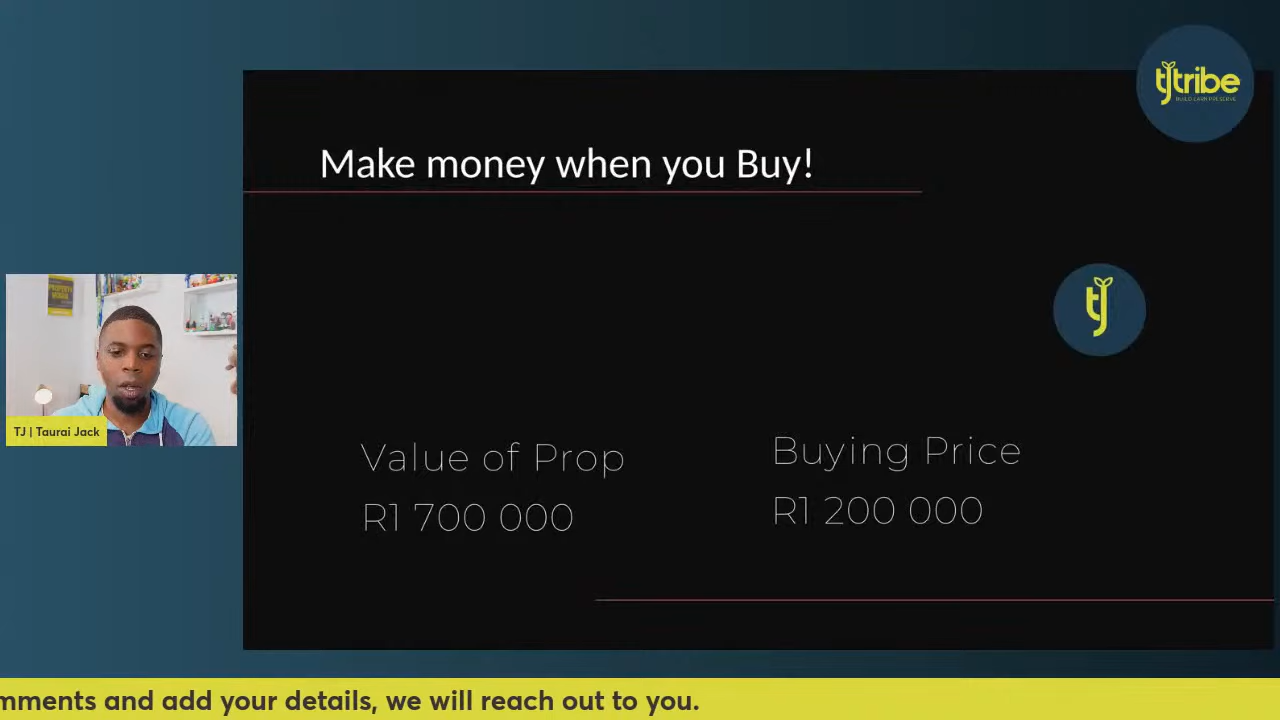 tjtribe
BUILD EARN PRESERVE
Make money when you Buy!
tj
TJ | Taurai Jack
Value of Prop
R1 700 000
Buying Price
R1 200 000
mments and add your details, we will reach out to you.